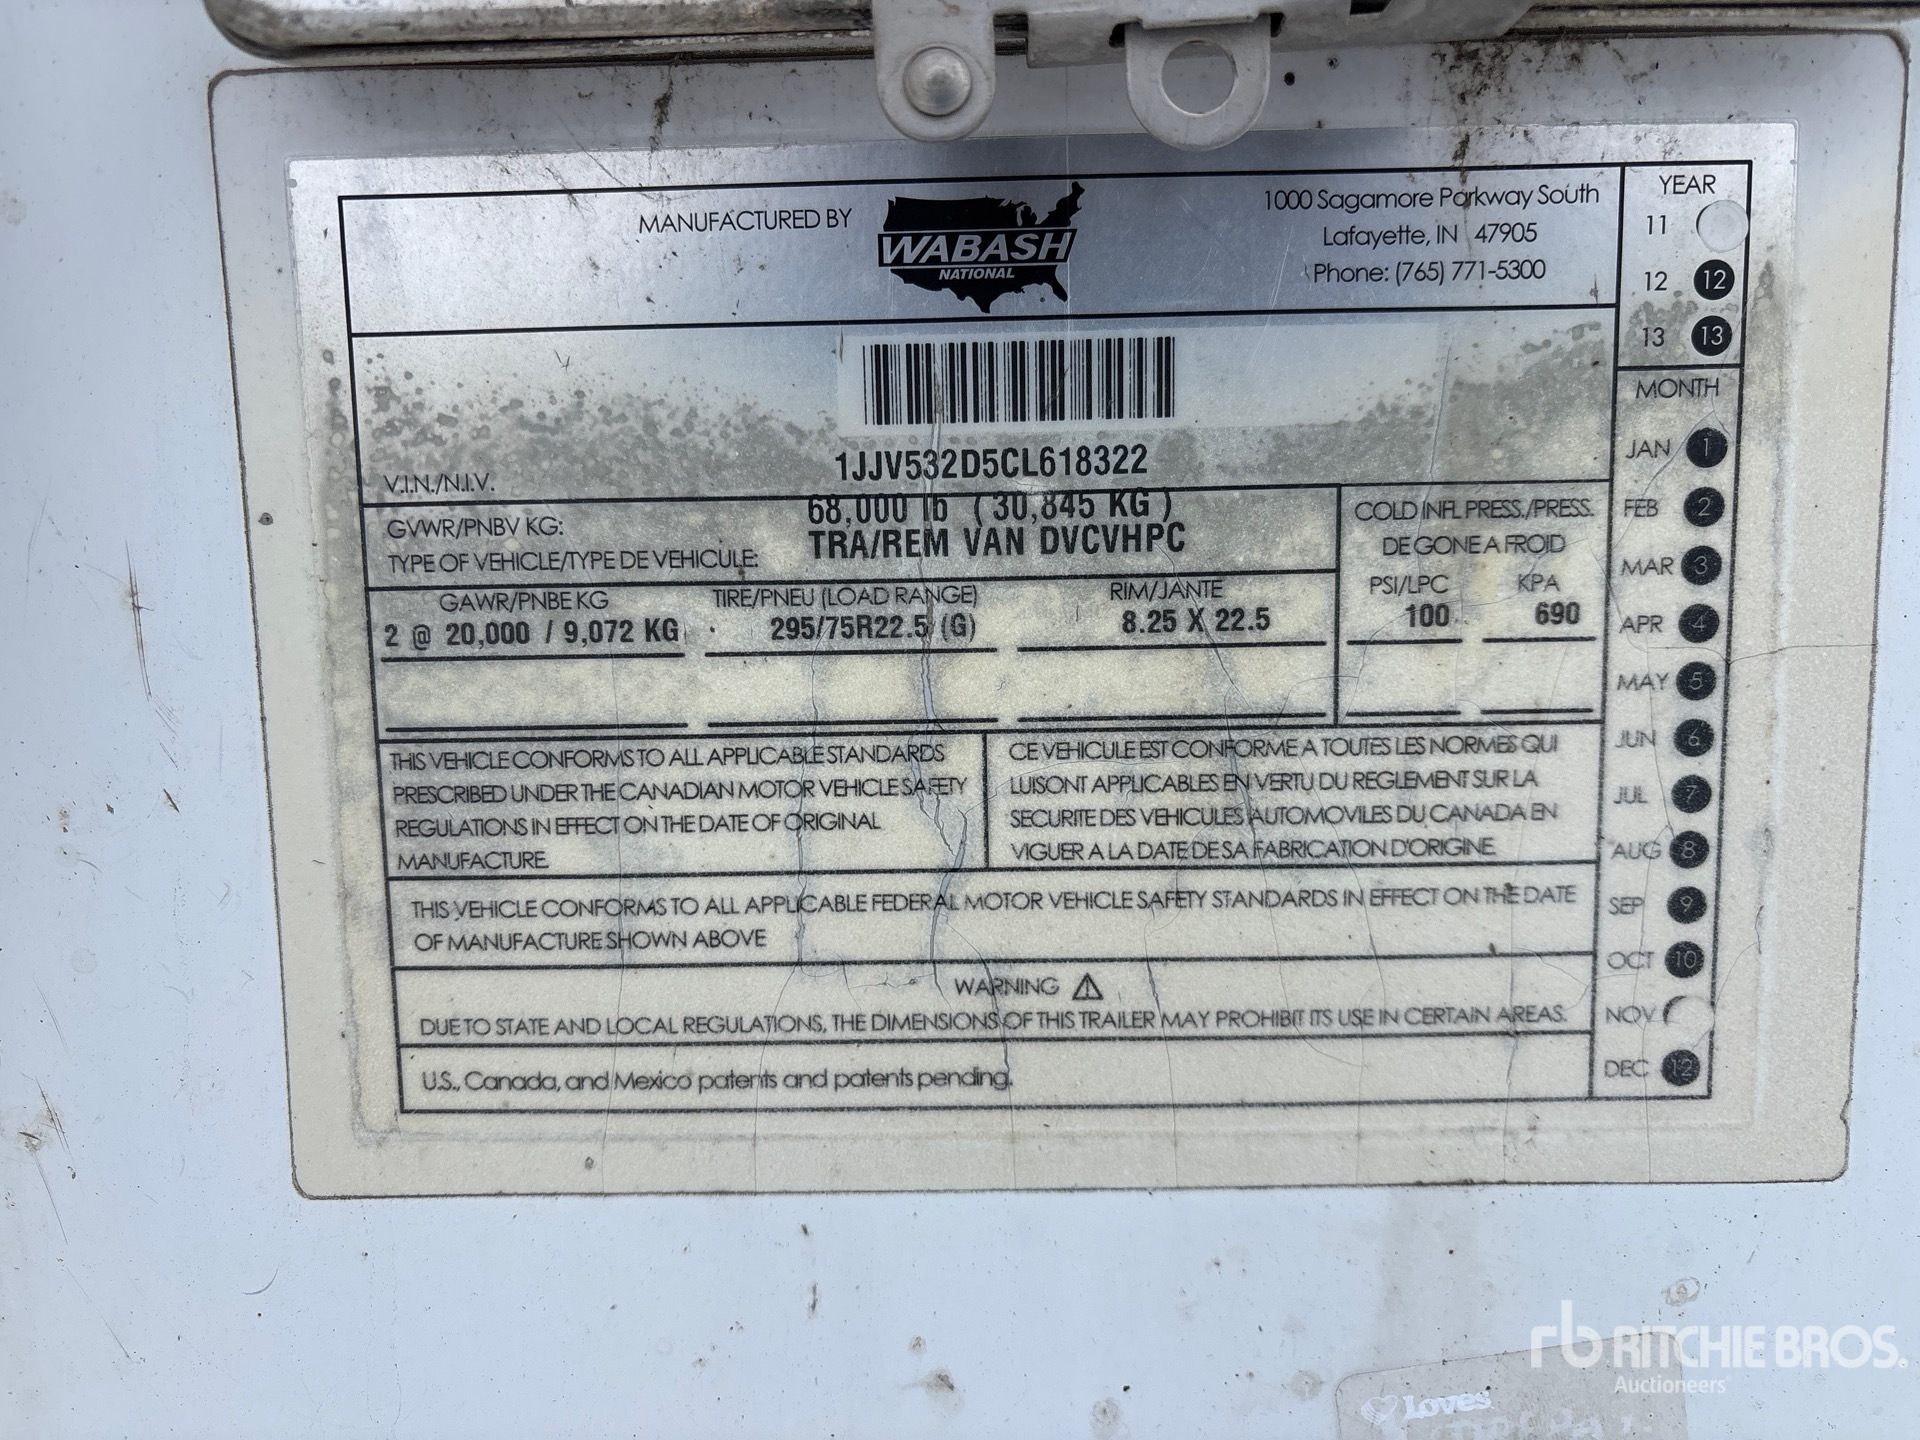 MANUFACTURED BY
WABASH
NATIONAL
1000 Sagamore Parkway South
Lafayette, IN 47905
Phone: (765) 771-5300
YEAR
11
12 12
13 13
MONTH
JAN 1
FEB 2
MAR 3
APR 4
MAY 5
JUN 6
JUL 7
AUG 8
SEP 9
OCT 10
NOV
DEC 12
V.I.N./N.I.V. 1JJV532D5CL618322
GVWR/PNBV KG: 68,000 lb (30,845 KG)
TYPE OF VEHICLE/TYPE DE VEHICULE: TRA/REM VAN DVCVHPC
COLD INFL PRESS./PRESS.
DE GONE A FROID
PSI/LPC KPA
100 690
GAWR/PNBE KG TIRE/PNEU (LOAD RANGE) RIM/JANTE
2 @ 20,000 / 9,072 KG 295/75R22.5 (G) 8.25 X 22.5
THIS VEHICLE CONFORMS TO ALL APPLICABLE STANDARDS
PRESCRIBED UNDER THE CANADIAN MOTOR VEHICLE SAFETY
REGULATIONS IN EFFECT ON THE DATE OF ORIGINAL
MANUFACTURE.
CE VEHICULE EST CONFORME A TOUTES LES NORMES QUI
LUISONT APPLICABLES EN VERTU DU REGLEMENT SUR LA
SECURITE DES VEHICULES AUTOMOVILES DU CANADA EN
VIGUER A LA DATE DE SA FABRICATION D'ORIGINE.
THIS VEHICLE CONFORMS TO ALL APPLICABLE FEDERAL MOTOR VEHICLE SAFETY STANDARDS IN EFFECT ON THE DATE
OF MANUFACTURE SHOWN ABOVE
WARNING
DUE TO STATE AND LOCAL REGULATIONS, THE DIMENSIONS OF THIS TRAILER MAY PROHIBIT ITS USE IN CERTAIN AREAS.
U.S., Canada, and Mexico patents and patents pending.
rb RITCHIE BROS.
Auctioneers
Loves